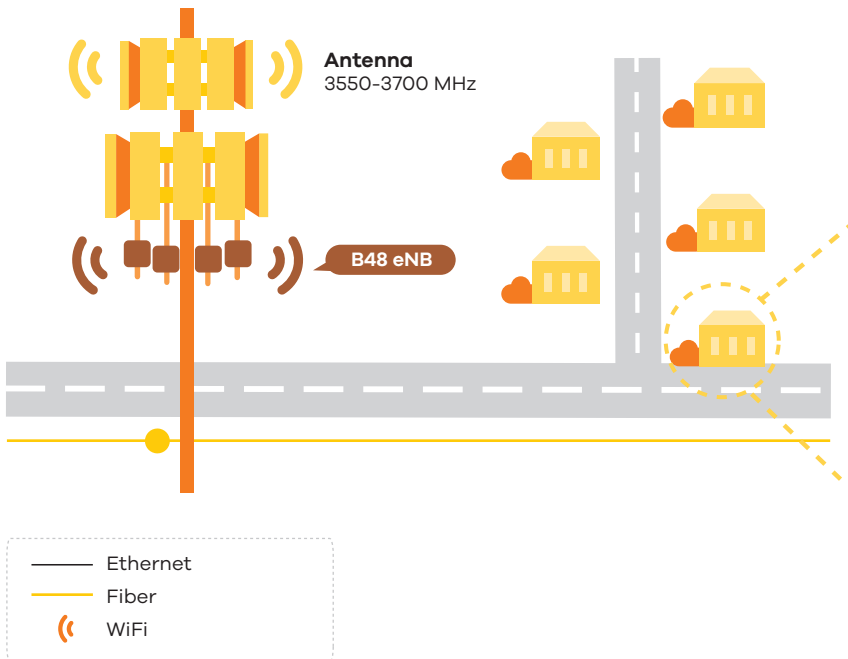 Antenna
3550-3700 MHz
B48 eNB
Ethernet
Fiber
WiFi